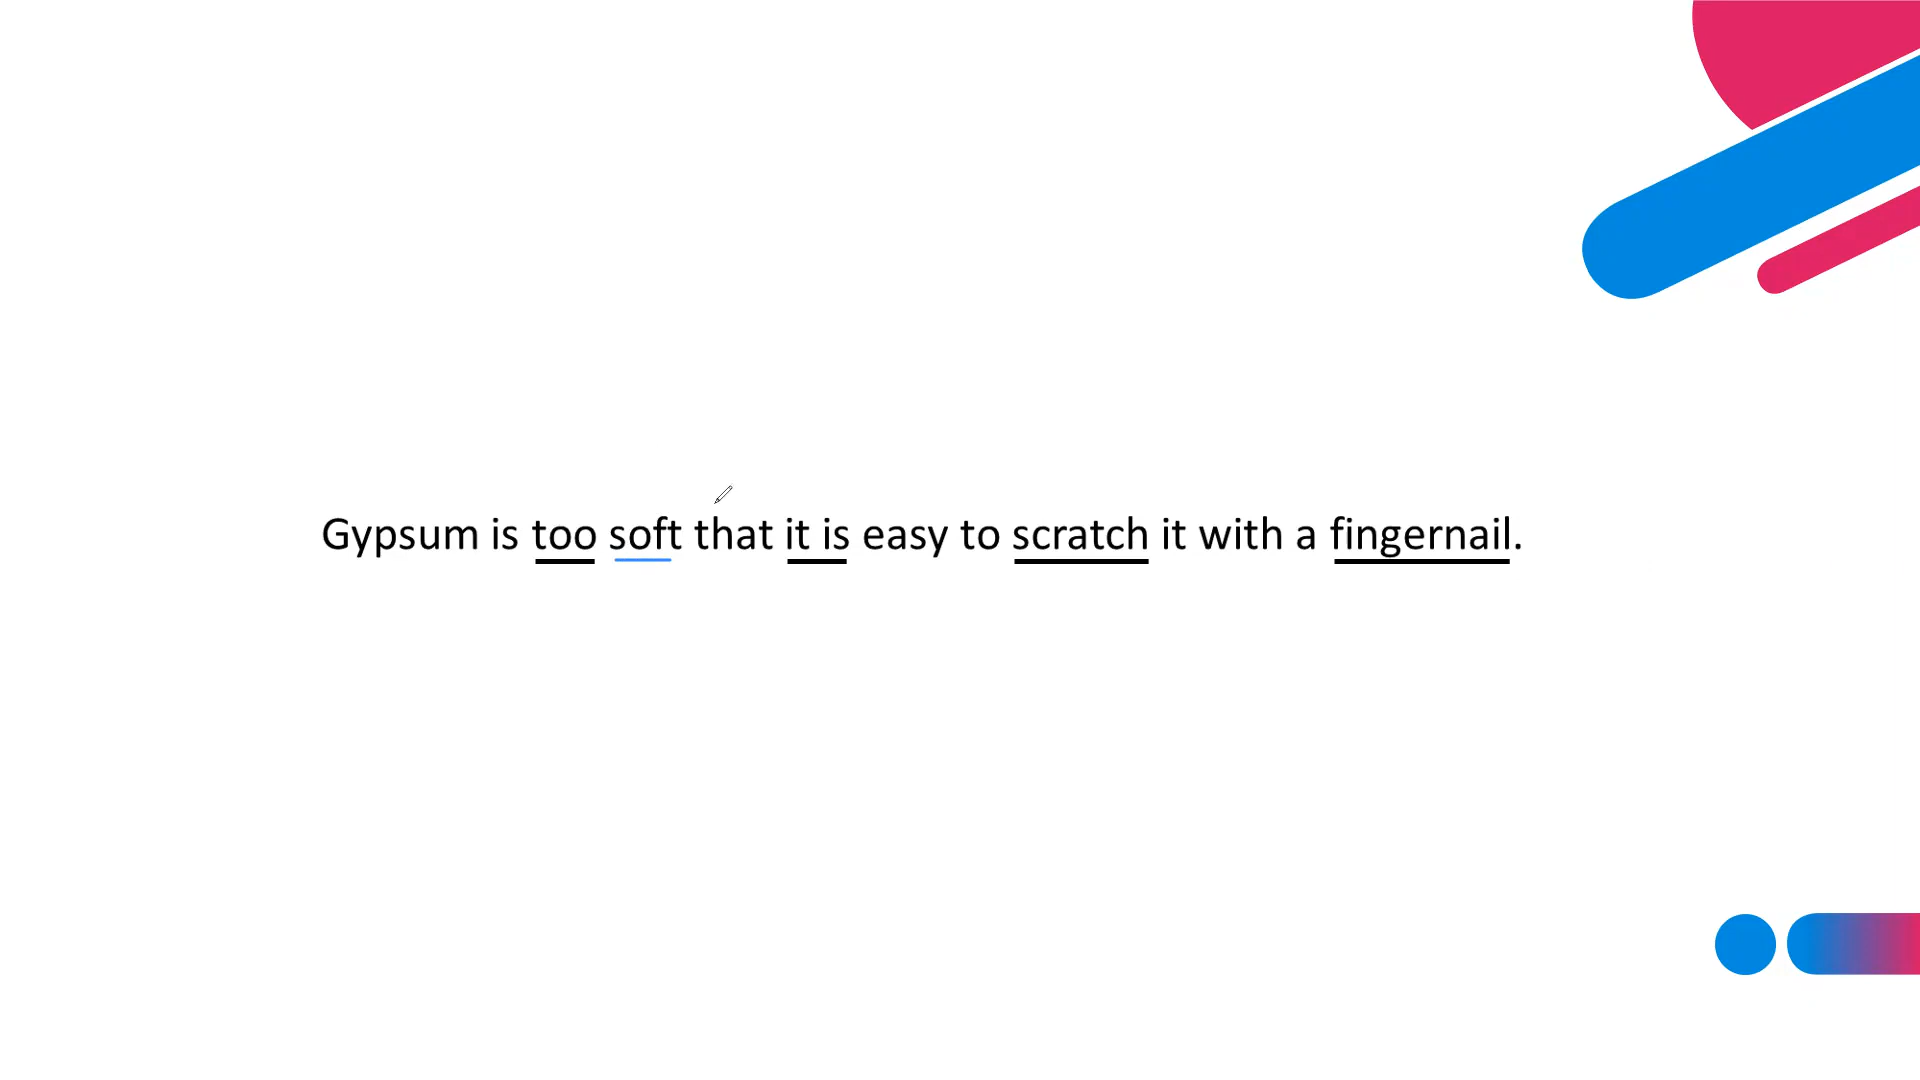 Gypsum is too soft that it is easy to scratch it with a fingernail.